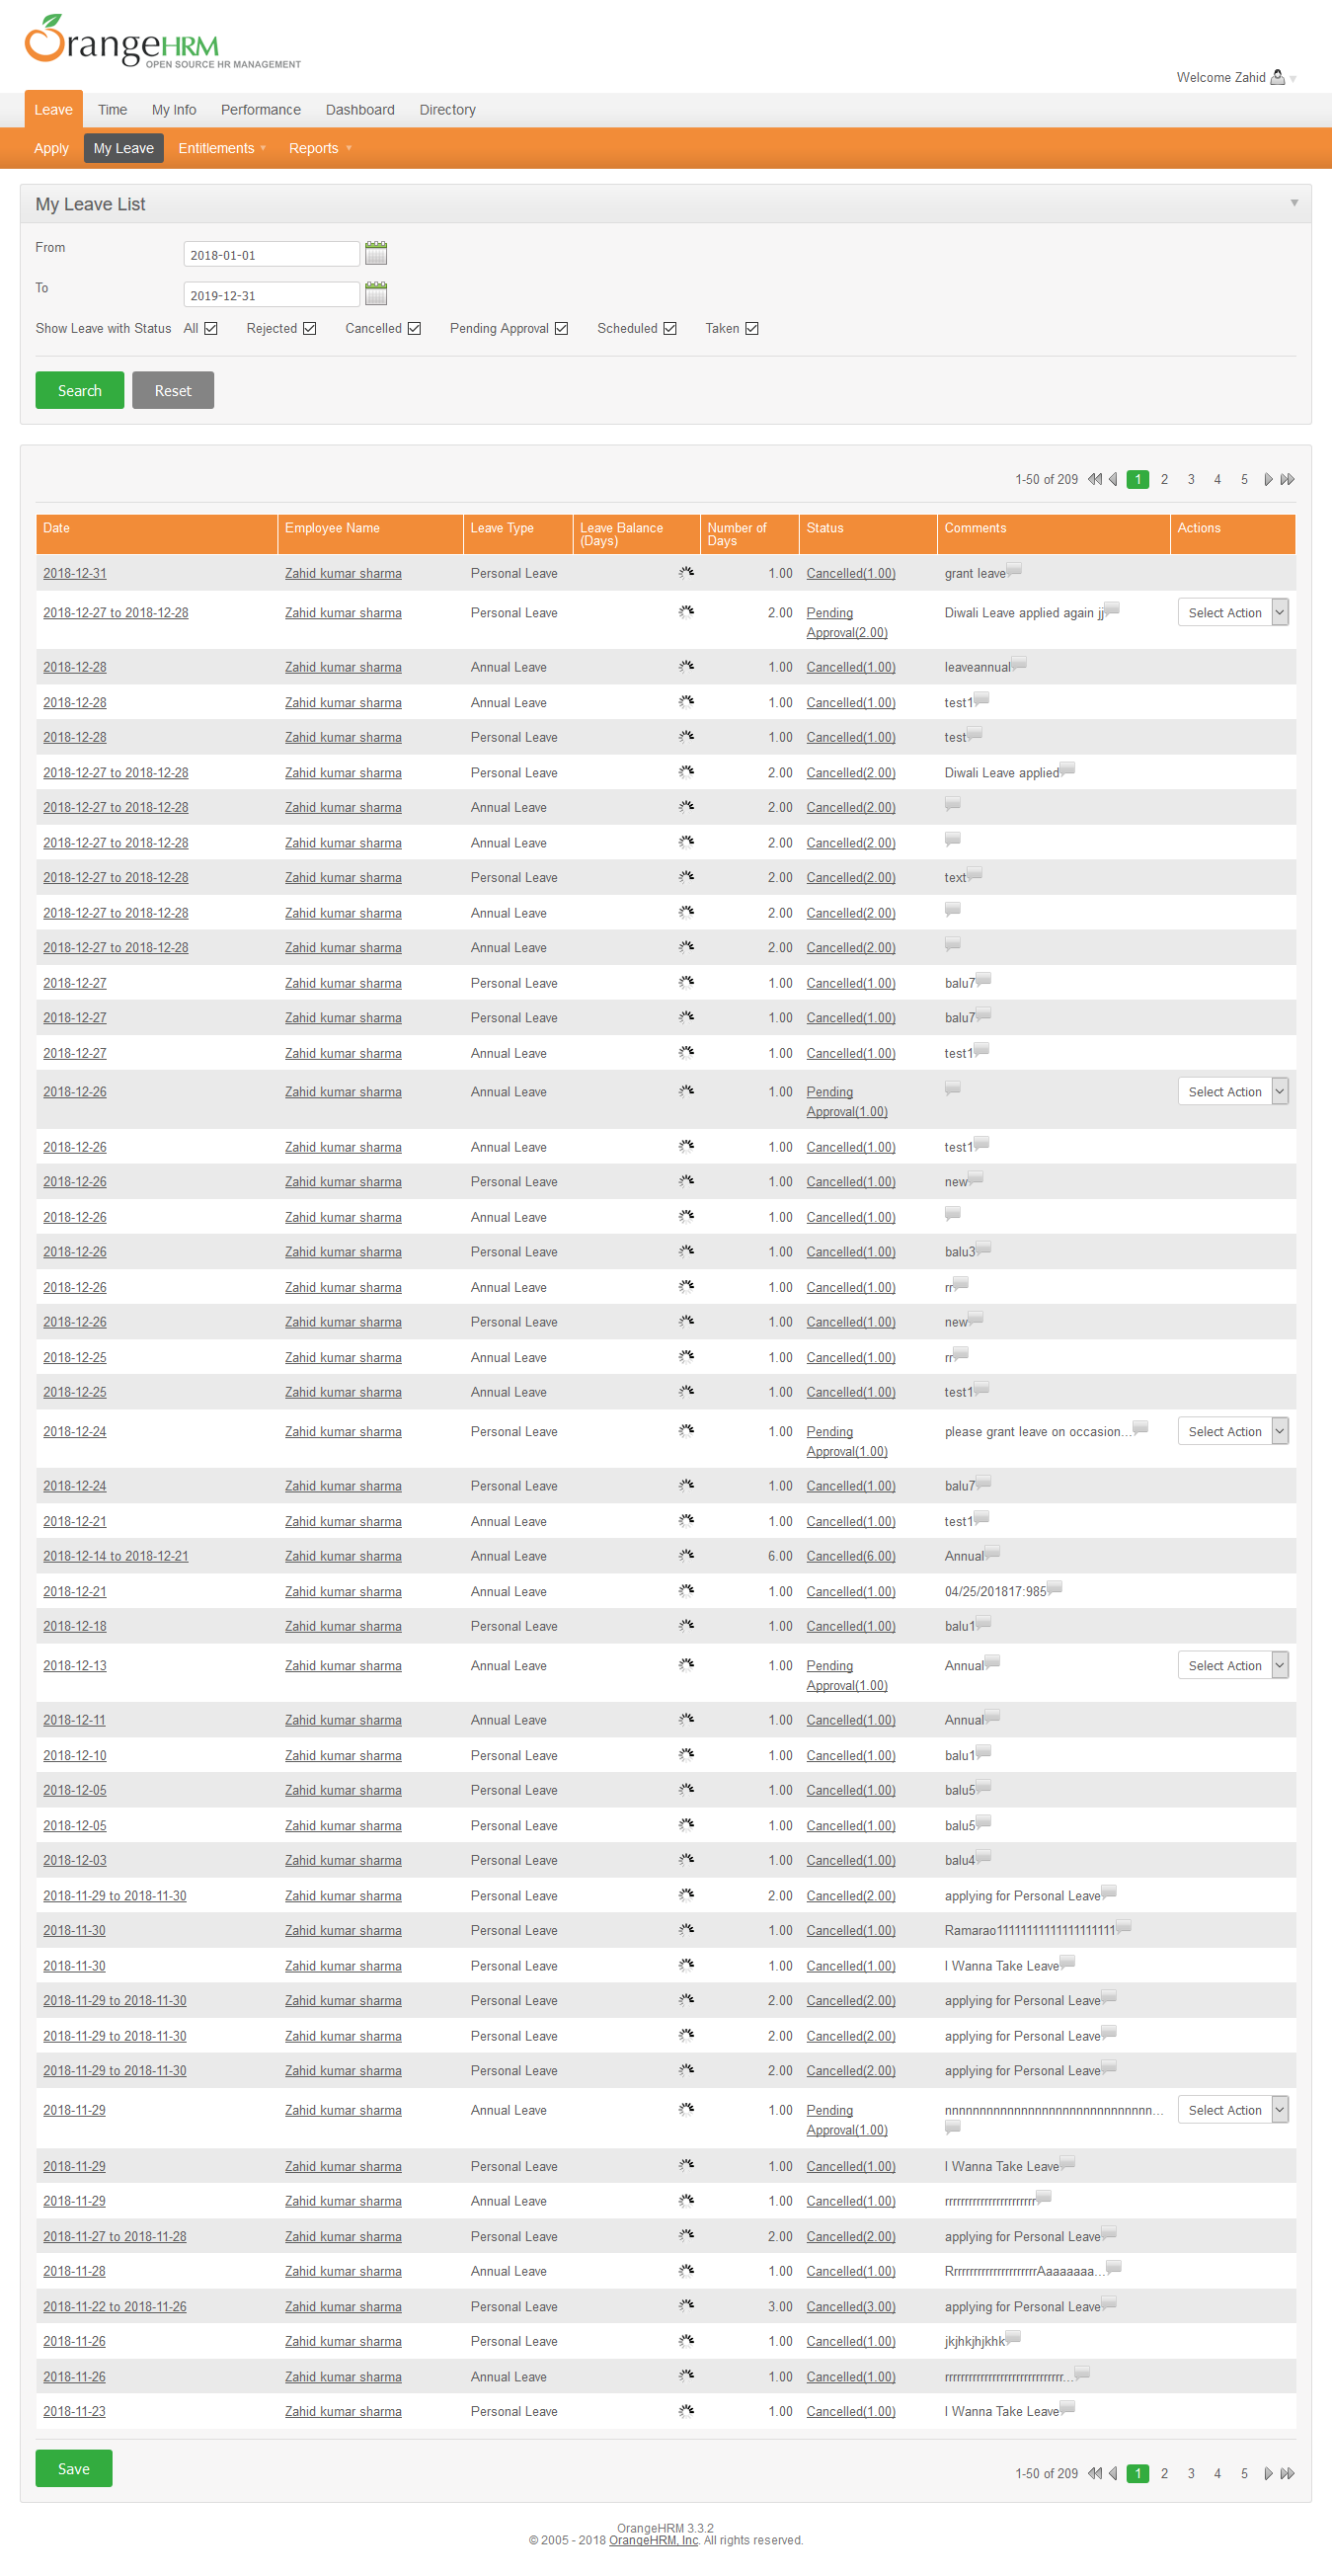 OrangeHRM
OPEN SOURCE HR MANAGEMENT
Welcome Zahid
Leave Time My Info Performance Dashboard Directory
Apply My Leave Entitlements Reports
My Leave List
From 2018-01-01
To 2019-12-31
Show Leave with Status All Rejected Cancelled Pending Approval Scheduled Taken
Search Reset
1-50 of 209 1 2 3 4 5
Date Employee Name Leave Type Leave Balance (Days) Number of Days Status Comments Actions
2018-12-31 Zahid kumar sharma Personal Leave 1.00 Cancelled(1.00) grant leave
2018-12-27 to 2018-12-28 Zahid kumar sharma Personal Leave 2.00 Pending Approval(2.00) Diwali Leave applied again jj Select Action
2018-12-28 Zahid kumar sharma Annual Leave 1.00 Cancelled(1.00) leaveannual
2018-12-28 Zahid kumar sharma Annual Leave 1.00 Cancelled(1.00) test1
2018-12-28 Zahid kumar sharma Personal Leave 1.00 Cancelled(1.00) test
2018-12-27 to 2018-12-28 Zahid kumar sharma Personal Leave 2.00 Cancelled(2.00) Diwali Leave applied
2018-12-27 to 2018-12-28 Zahid kumar sharma Annual Leave 2.00 Cancelled(2.00)
2018-12-27 to 2018-12-28 Zahid kumar sharma Annual Leave 2.00 Cancelled(2.00)
2018-12-27 to 2018-12-28 Zahid kumar sharma Personal Leave 2.00 Cancelled(2.00) text
2018-12-27 to 2018-12-28 Zahid kumar sharma Annual Leave 2.00 Cancelled(2.00)
2018-12-27 to 2018-12-28 Zahid kumar sharma Annual Leave 2.00 Cancelled(2.00)
2018-12-27 Zahid kumar sharma Personal Leave 1.00 Cancelled(1.00) balu7
2018-12-27 Zahid kumar sharma Personal Leave 1.00 Cancelled(1.00) balu7
2018-12-27 Zahid kumar sharma Annual Leave 1.00 Cancelled(1.00) test1
2018-12-26 Zahid kumar sharma Annual Leave 1.00 Pending Approval(1.00) Select Action
2018-12-26 Zahid kumar sharma Annual Leave 1.00 Cancelled(1.00) test1
2018-12-26 Zahid kumar sharma Personal Leave 1.00 Cancelled(1.00) new
2018-12-26 Zahid kumar sharma Annual Leave 1.00 Cancelled(1.00)
2018-12-26 Zahid kumar sharma Personal Leave 1.00 Cancelled(1.00) balu3
2018-12-26 Zahid kumar sharma Annual Leave 1.00 Cancelled(1.00) rr
2018-12-26 Zahid kumar sharma Personal Leave 1.00 Cancelled(1.00) new
2018-12-25 Zahid kumar sharma Annual Leave 1.00 Cancelled(1.00) rr
2018-12-25 Zahid kumar sharma Annual Leave 1.00 Cancelled(1.00) test1
2018-12-24 Zahid kumar sharma Personal Leave 1.00 Pending Approval(1.00) please grant leave on occasion... Select Action
2018-12-24 Zahid kumar sharma Personal Leave 1.00 Cancelled(1.00) balu7
2018-12-21 Zahid kumar sharma Annual Leave 1.00 Cancelled(1.00) test1
2018-12-14 to 2018-12-21 Zahid kumar sharma Annual Leave 6.00 Cancelled(6.00) Annual
2018-12-21 Zahid kumar sharma Annual Leave 1.00 Cancelled(1.00) 04/25/201817:985
2018-12-18 Zahid kumar sharma Personal Leave 1.00 Cancelled(1.00) balu1
2018-12-13 Zahid kumar sharma Annual Leave 1.00 Pending Approval(1.00) Annual Select Action
2018-12-11 Zahid kumar sharma Annual Leave 1.00 Cancelled(1.00) Annual
2018-12-10 Zahid kumar sharma Personal Leave 1.00 Cancelled(1.00) balu1
2018-12-05 Zahid kumar sharma Personal Leave 1.00 Cancelled(1.00) balu5
2018-12-05 Zahid kumar sharma Personal Leave 1.00 Cancelled(1.00) balu5
2018-12-03 Zahid kumar sharma Personal Leave 1.00 Cancelled(1.00) balu4
2018-11-29 to 2018-11-30 Zahid kumar sharma Personal Leave 2.00 Cancelled(2.00) applying for Personal Leave
2018-11-30 Zahid kumar sharma Personal Leave 1.00 Cancelled(1.00)
2018-11-30 Zahid kumar sharma Personal Leave 1.00 Cancelled(1.00) I Wanna Take Leave
2018-11-29 to 2018-11-30 Zahid kumar sharma Personal Leave 2.00 Cancelled(2.00) applying for Personal Leave
2018-11-29 to 2018-11-30 Zahid kumar sharma Personal Leave 2.00 Cancelled(2.00) applying for Personal Leave
2018-11-29 to 2018-11-30 Zahid kumar sharma Personal Leave 2.00 Cancelled(2.00) applying for Personal Leave
2018-11-29 Zahid kumar sharma Annual Leave 1.00 Pending Approval(1.00) Select Action
2018-11-29 Zahid kumar sharma Personal Leave 1.00 Cancelled(1.00) I Wanna Take Leave
2018-11-29 Zahid kumar sharma Annual Leave 1.00 Cancelled(1.00)
2018-11-27 to 2018-11-28 Zahid kumar sharma Personal Leave 2.00 Cancelled(2.00) applying for Personal Leave
2018-11-28 Zahid kumar sharma Annual Leave 1.00 Cancelled(1.00)
2018-11-22 to 2018-11-26 Zahid kumar sharma Personal Leave 3.00 Cancelled(3.00) applying for Personal Leave
2018-11-26 Zahid kumar sharma Personal Leave 1.00 Cancelled(1.00) jkjhkjhjkhk
2018-11-26 Zahid kumar sharma Annual Leave 1.00 Cancelled(1.00)
2018-11-23 Zahid kumar sharma Personal Leave 1.00 Cancelled(1.00) I Wanna Take Leave
Save 1-50 of 209 1 2 3 4 5
OrangeHRM 3.3.2
© 2005 - 2018 OrangeHRM, Inc. All rights reserved.